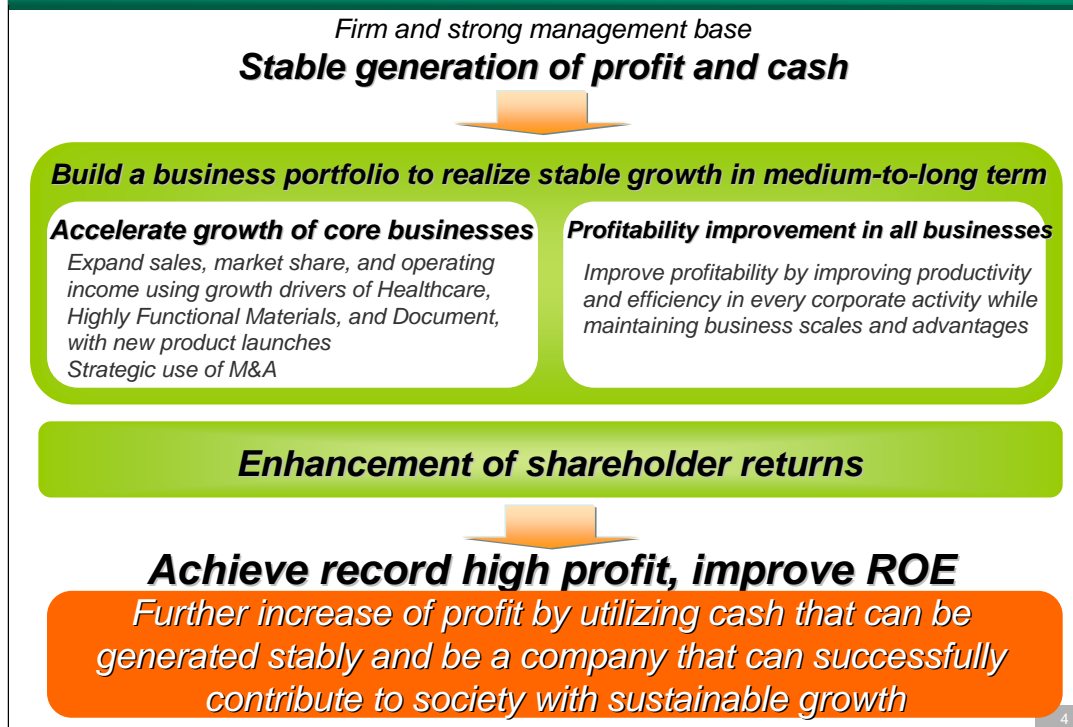 Firm and strong management base
Stable generation of profit and cash
Build a business portfolio to realize stable growth in medium-to-long term
Accelerate growth of core businesses
Expand sales, market share, and operating
income using growth drivers of Healthcare,
Highly Functional Materials, and Document,
with new product launches
Strategic use of M&A
Profitability improvement in all businesses
Improve profitability by improving productivity
and efficiency in every corporate activity while
maintaining business scales and advantages
Enhancement of shareholder returns
Achieve record high profit, improve ROE
Further increase of profit by utilizing cash that can be
generated stably and be a company that can successfully
contribute to society with sustainable growth
4